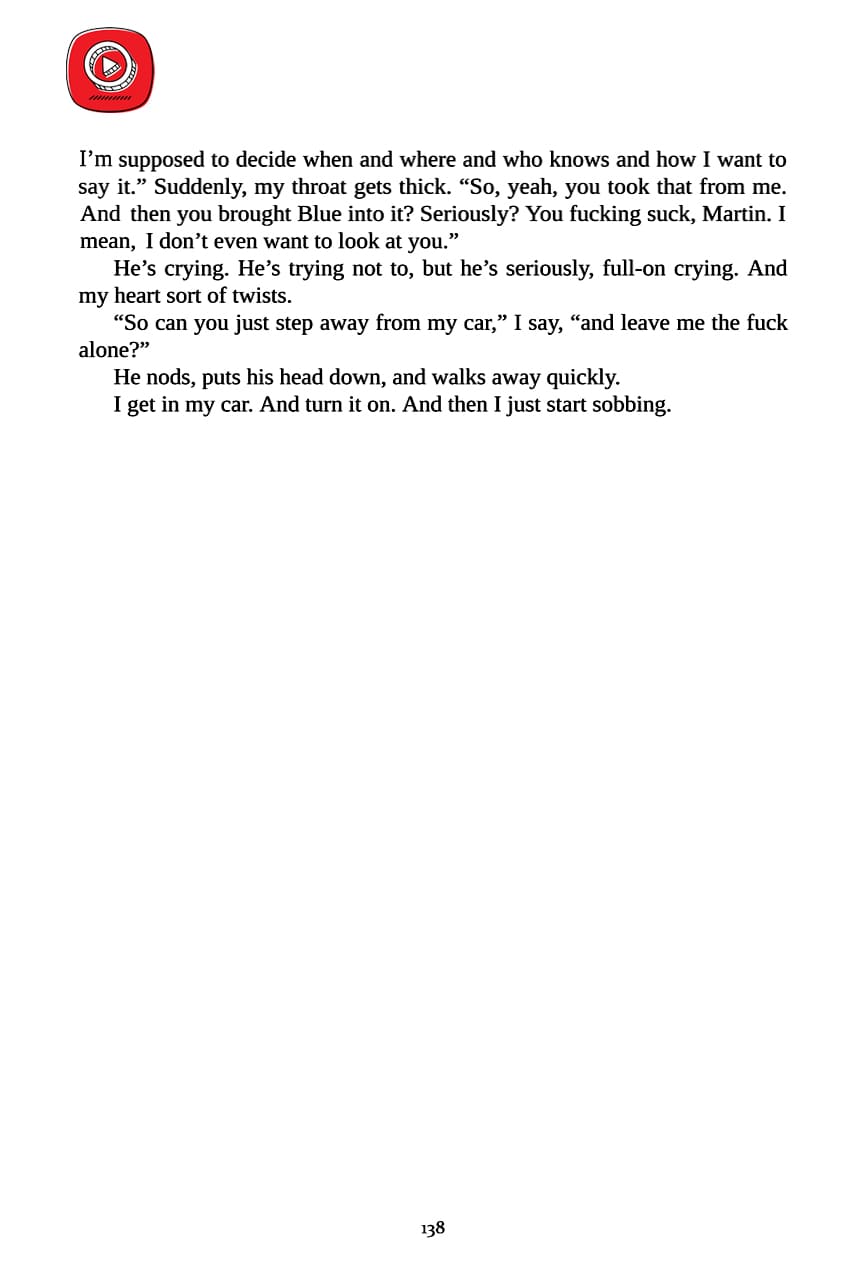 I’m supposed to decide when and where and who knows and how I want to
say it.” Suddenly, my throat gets thick. “So, yeah, you took that from me.
And then you brought Blue into it? Seriously? You fucking suck, Martin. I
mean, I don’t even want to look at you.”
He’s crying. He’s trying not to, but he’s seriously, full-on crying. And
my heart sort of twists.
“So can you just step away from my car,” I say, “and leave me the fuck
alone?”
He nods, puts his head down, and walks away quickly.
I get in my car. And turn it on. And then I just start sobbing.
138